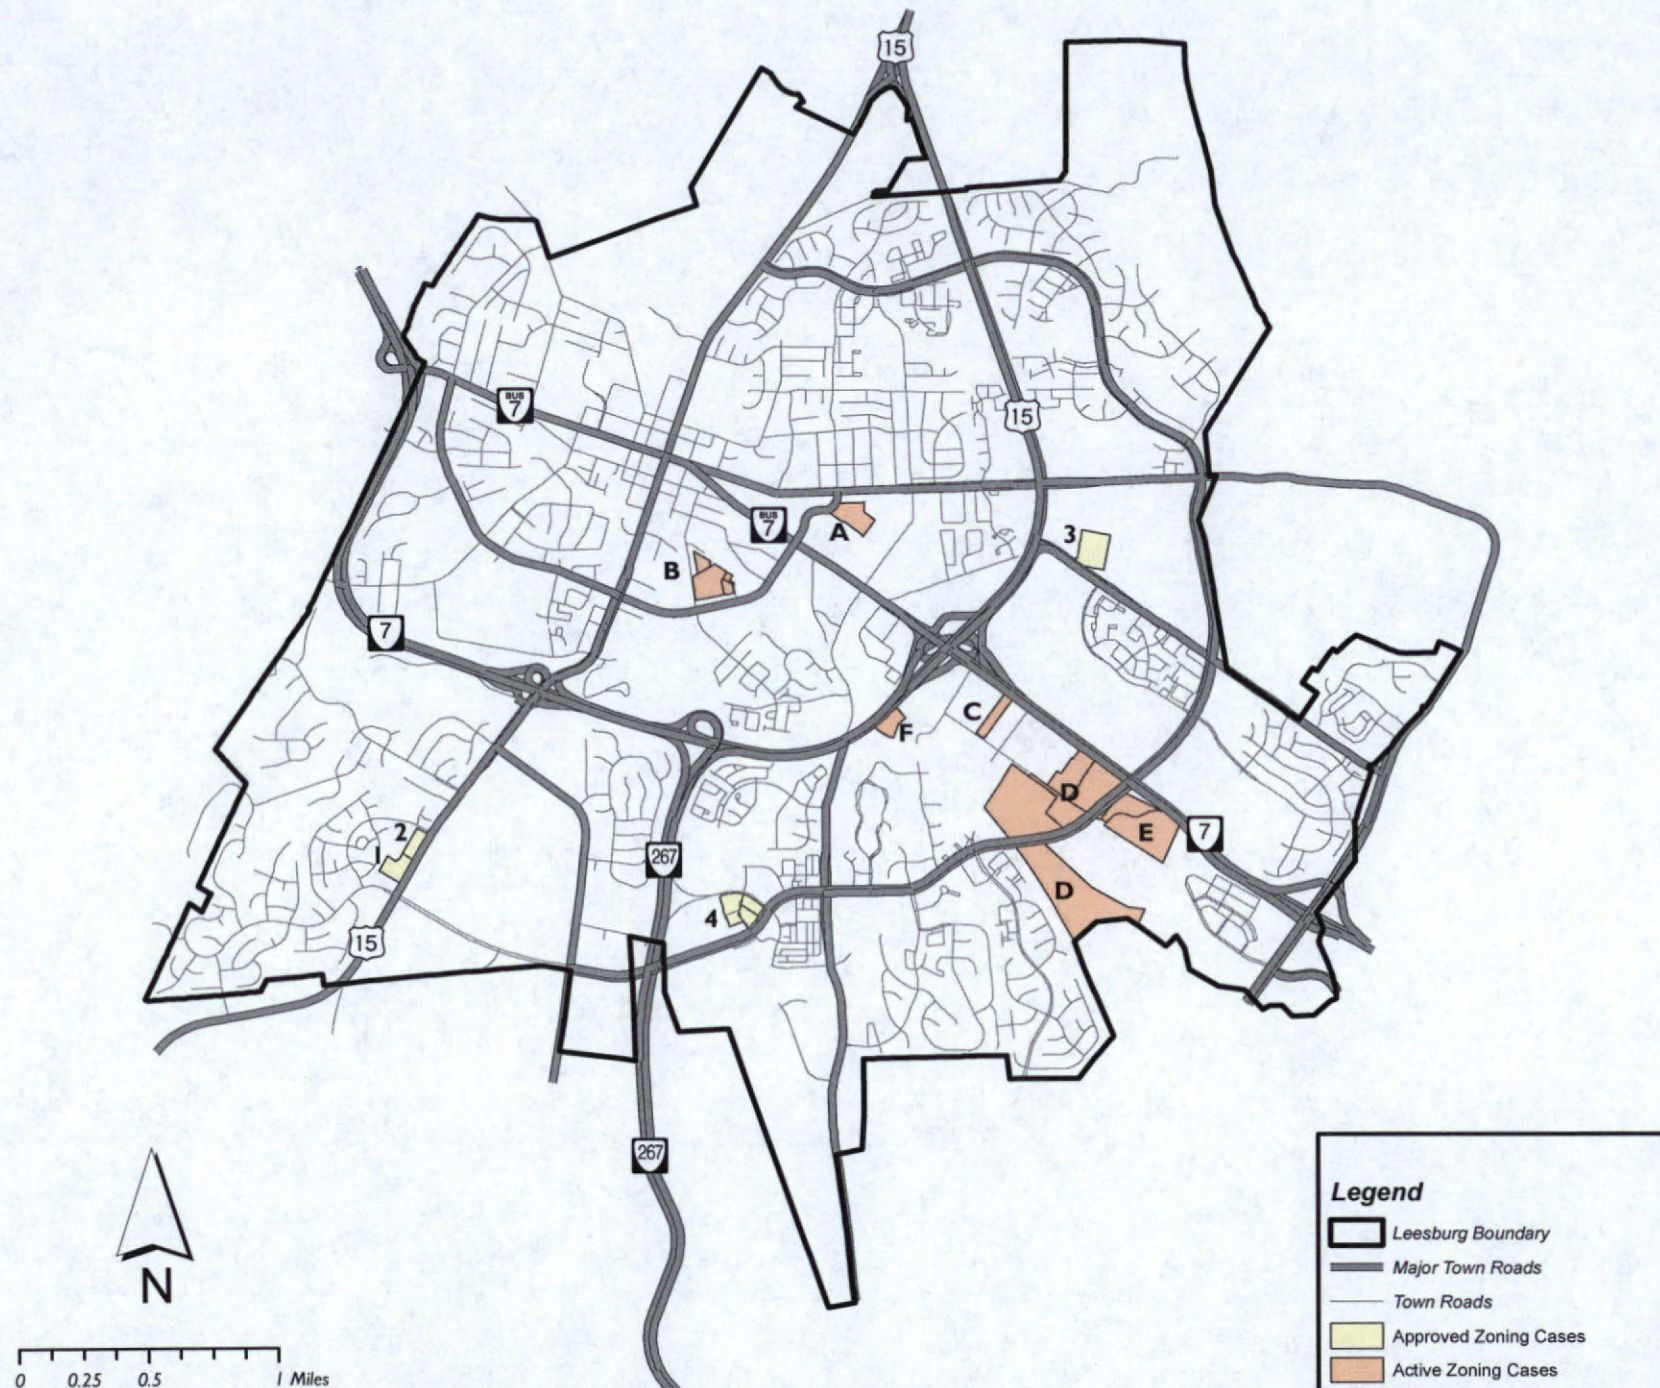 15
BUS
7
15
BUS
7
A
3
B
7
C
F
D
E
7
2
1
267
D
4
15
267
N
0 0.25 0.5 1 Miles
Legend
Leesburg Boundary
Major Town Roads
Town Roads
Approved Zoning Cases
Active Zoning Cases